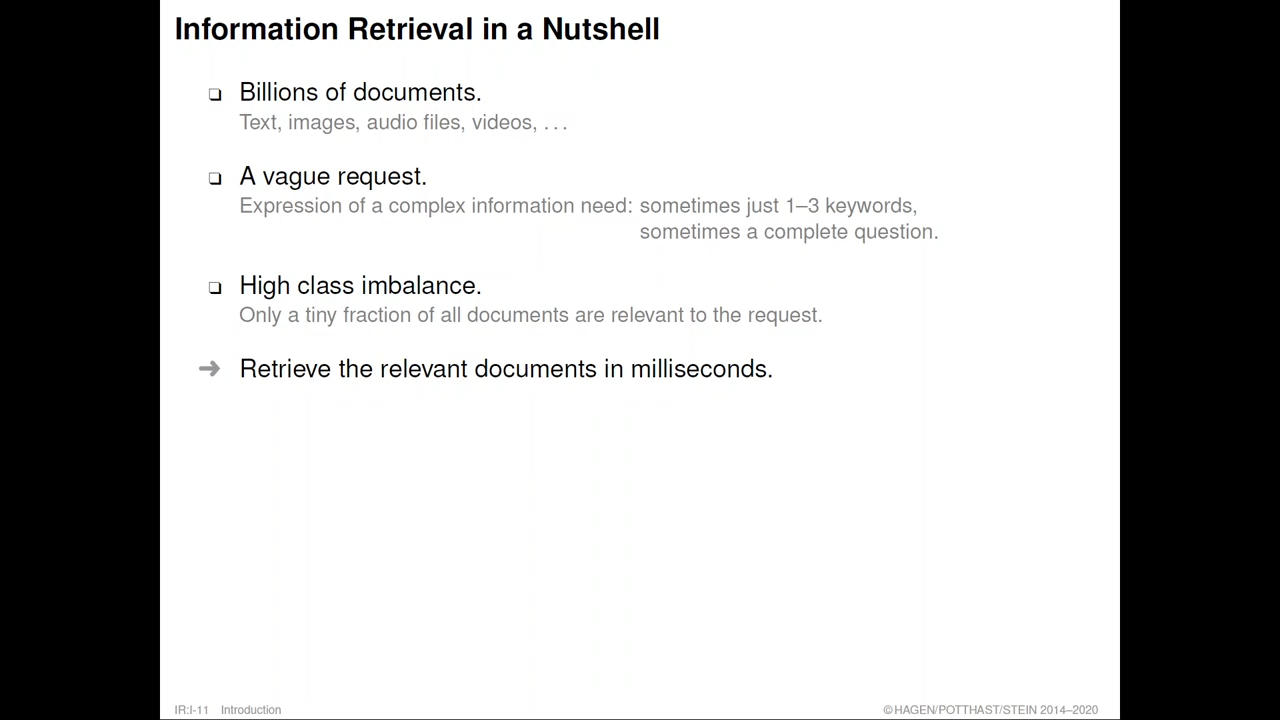 Information Retrieval in a Nutshell
❏ Billions of documents.
Text, images, audio files, videos, . . .
❏ A vague request.
Expression of a complex information need: sometimes just 1–3 keywords,
sometimes a complete question.
❏ High class imbalance.
Only a tiny fraction of all documents are relevant to the request.
➜ Retrieve the relevant documents in milliseconds.
IR:I-11 Introduction
©HAGEN/POTTHAST/STEIN 2014–2020